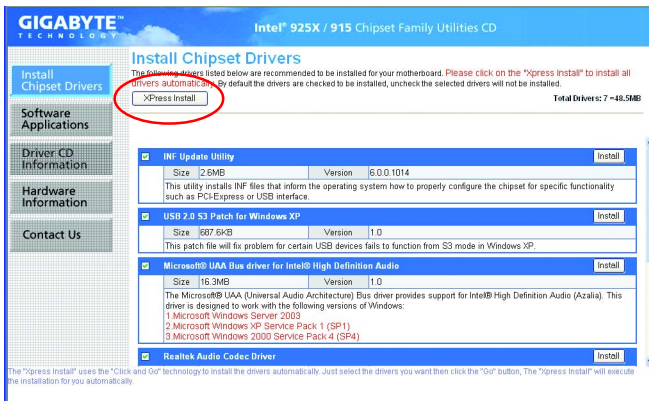 GIGABYTE™
TECHNOLOGY
Intel® 925X / 915 Chipset Family Utilities CD
Install
Chipset Drivers
Software
Applications
Driver CD
Information
Hardware
Information
Contact Us
Install Chipset Drivers
The following drivers listed below are recommended to be installed for your motherboard. Please click on the "Xpress Install" to install all
drivers automatically. By default the drivers are checked to be installed, uncheck the selected drivers will not be installed.
XPress Install
Total Drivers: 7 =48.5MB
INF Update Utility
Install
Size 2.6MB Version 6.0.0.1014
This utility installs INF files that inform the operating system how to properly configure the chipset for specific functionality
such as PCI-Express or USB interface.
USB 2.0 S3 Patch for Windows XP
Install
Size 687.6KB Version 1.0
This patch file will fix problem for certain USB devices fails to function from S3 mode in Windows XP.
Microsoft® UAA Bus driver for Intel® High Definition Audio
Install
Size 16.3MB Version 1.0
The Microsoft® UAA (Universal Audio Architecture) Bus driver provides support for Intel® High Definition Audio (Azalia). This
driver is designed to work with the following versions of Windows:
1.Microsoft Windows Server 2003
2.Microsoft Windows XP Service Pack 1 (SP1)
3.Microsoft Windows 2000 Service Pack 4 (SP4)
Realtek Audio Codec Driver
Install
The "Xpress Install" uses the "Click and Go" technology to install the drivers automatically. Just select the drivers you want then click the "Go" button, The "Xpress Install" will execute
the installation for you automatically.